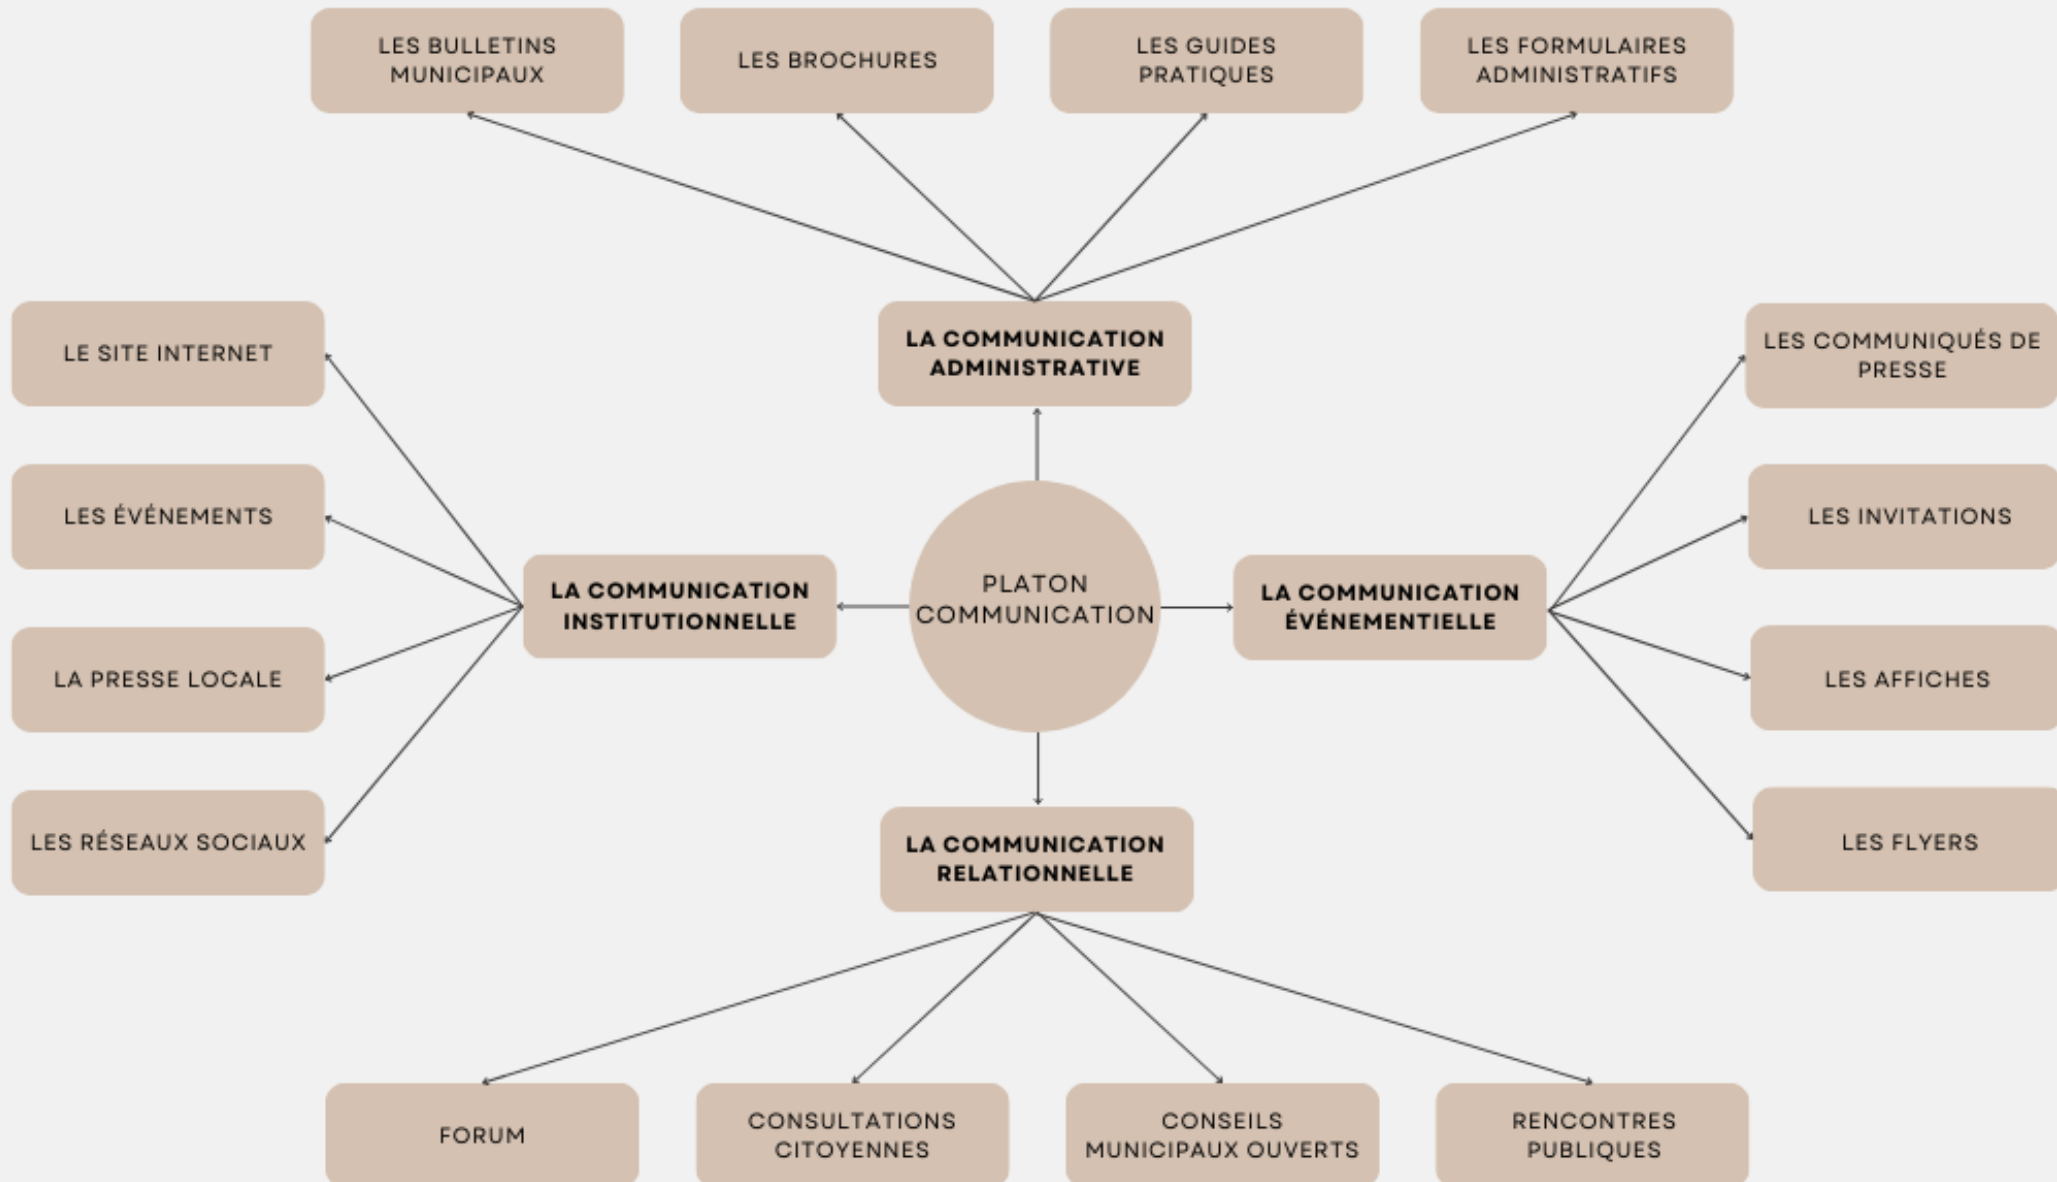 LES BULLETINS
MUNICIPAUX
LES BROCHURES
LES GUIDES
PRATIQUES
LES FORMULAIRES
ADMINISTRATIFS
LA COMMUNICATION
ADMINISTRATIVE
LE SITE INTERNET
LES ÉVÉNEMENTS
LA PRESSE LOCALE
LES RÉSEAUX SOCIAUX
LA COMMUNICATION
INSTITUTIONNELLE
PLATON
COMMUNICATION
LA COMMUNICATION
ÉVÉNEMENTIELLE
LES COMMUNIQUÉS DE
PRESSE
LES INVITATIONS
LES AFFICHES
LES FLYERS
LA COMMUNICATION
RELATIONNELLE
FORUM
CONSULTATIONS
CITOYENNES
CONSEILS
MUNICIPAUX OUVERTS
RENCONTRES
PUBLIQUES